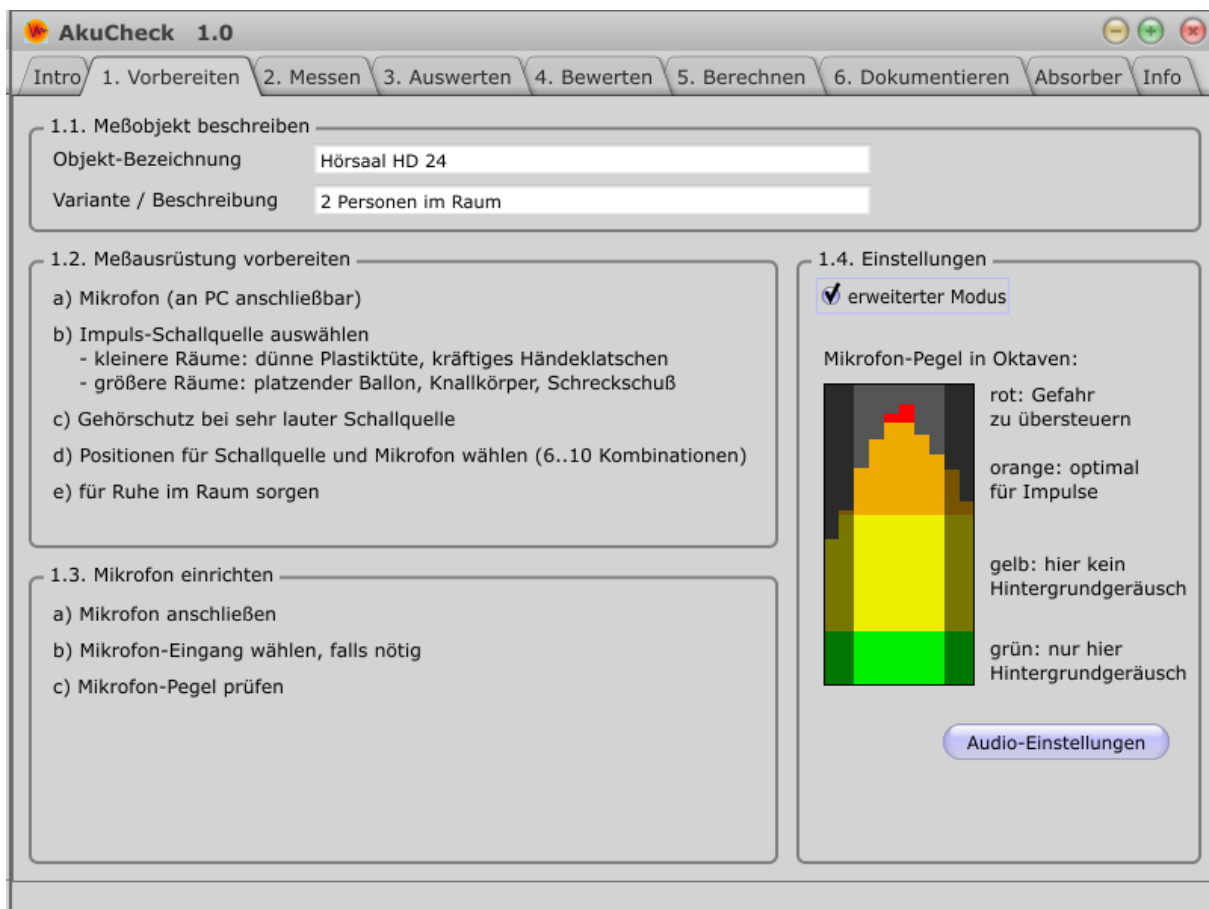 AkuCheck 1.0
Intro 1. Vorbereiten 2. Messen 3. Auswerten 4. Bewerten 5. Berechnen 6. Dokumentieren Absorber Info
1.1. Meßobjekt beschreiben
Objekt-Bezeichnung Hörsaal HD 24
Variante / Beschreibung 2 Personen im Raum
1.2. Meßausrüstung vorbereiten
a) Mikrofon (an PC anschließbar)
b) Impuls-Schallquelle auswählen
- kleinere Räume: dünne Plastiktüte, kräftiges Händeklatschen
- größere Räume: platzender Ballon, Knallkörper, Schreckschuß
c) Gehörschutz bei sehr lauter Schallquelle
d) Positionen für Schallquelle und Mikrofon wählen (6..10 Kombinationen)
e) für Ruhe im Raum sorgen
1.3. Mikrofon einrichten
a) Mikrofon anschließen
b) Mikrofon-Eingang wählen, falls nötig
c) Mikrofon-Pegel prüfen
1.4. Einstellungen
erweiterter Modus
Mikrofon-Pegel in Oktaven:
rot: Gefahr
zu übersteuern
orange: optimal
für Impulse
gelb: hier kein
Hintergrundgeräusch
grün: nur hier
Hintergrundgeräusch
Audio-Einstellungen